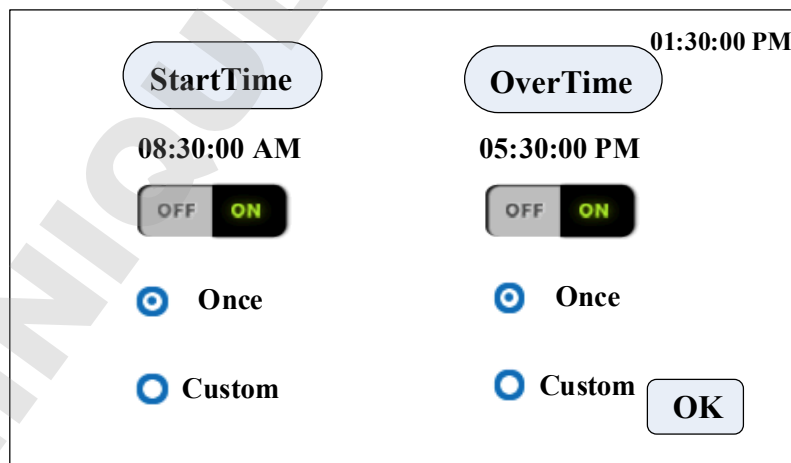 01:30:00 PM
StartTime OverTime
08:30:00 AM 05:30:00 PM
OFF ON OFF ON
Once Once
Custom Custom
OK